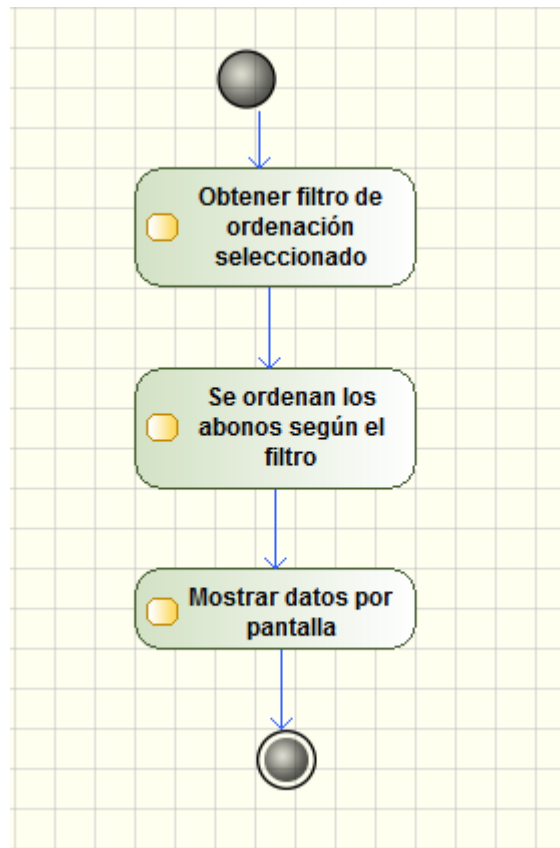 Obtener filtro de
ordenación
seleccionado
Se ordenan los
abonos según el
filtro
Mostrar datos por
pantalla